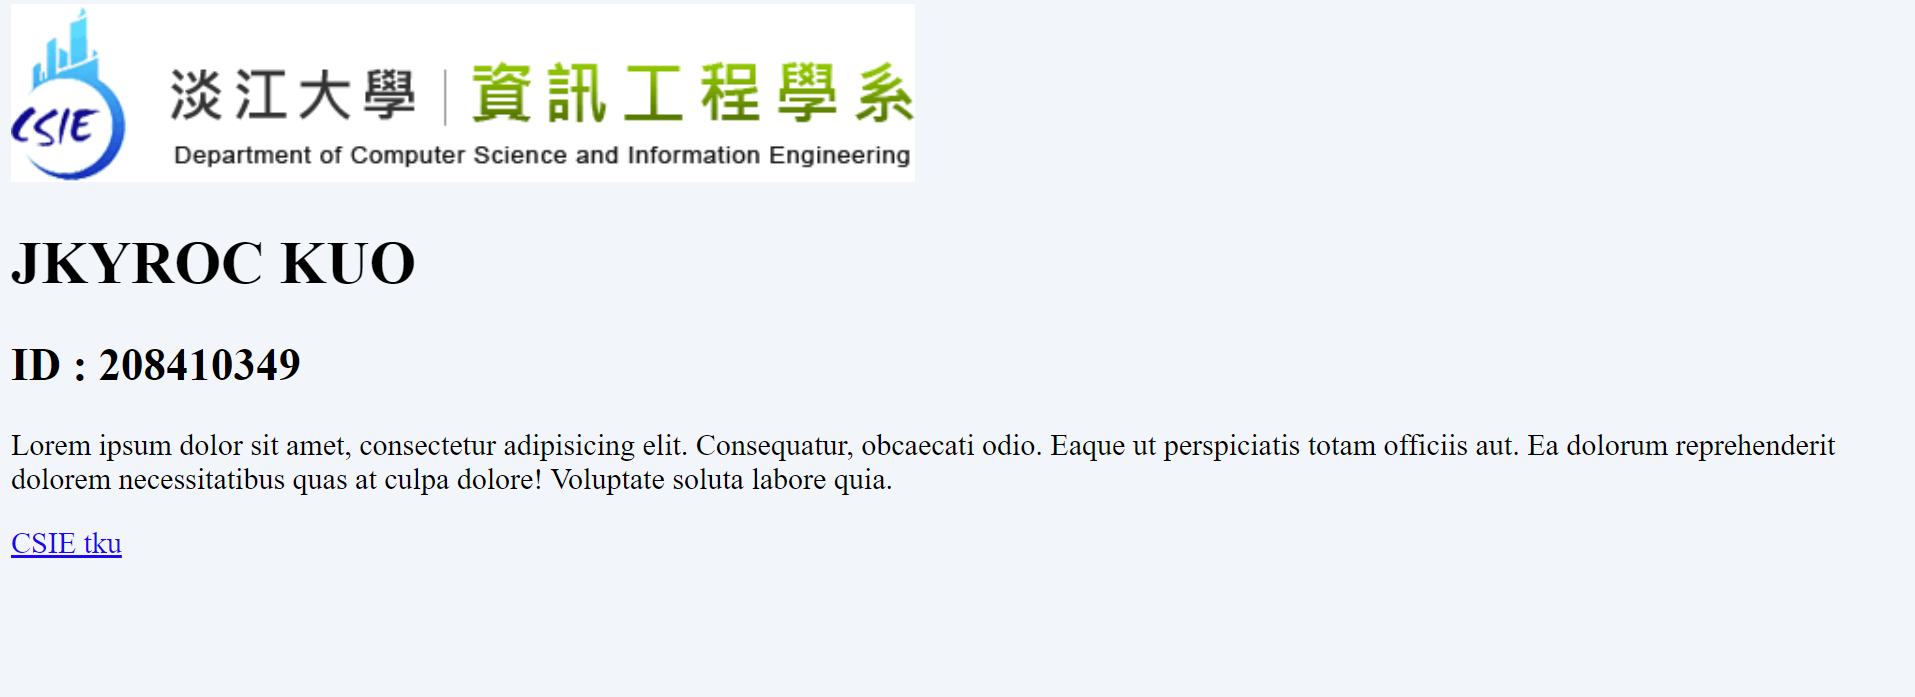 CSIE
淡江大學 | 資訊工程學系
Department of Computer Science and Information Engineering
JKYROC KUO
ID : 208410349
Lorem ipsum dolor sit amet, consectetur adipisicing elit. Consequatur, obcaecati odio. Eaque ut perspiciatis totam officiis aut. Ea dolorum reprehenderit
dolorem necessitatibus quas at culpa dolore! Voluptate soluta labore quia.
CSIE tku